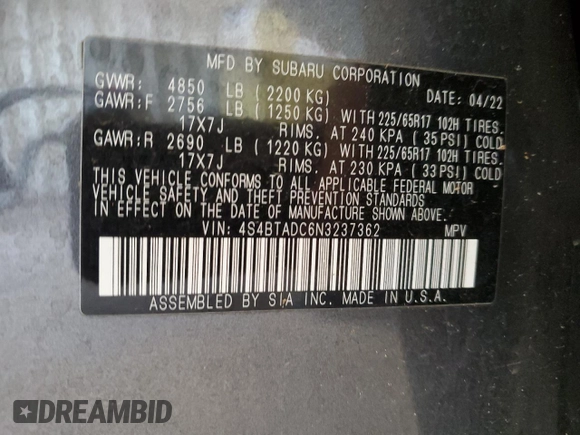 MFD BY SUBARU CORPORATION
GVWR: 4850 LB (2200 KG) DATE: 04/22
GAWR:F 2756 LB (1250 KG) WITH 225/65R17 102H TIRES.
17X7J RIMS. AT 240 KPA (35 PSI) COLD
GAWR:R 2690 LB (1220 KG) WITH 225/65R17 102H TIRES.
17X7J RIMS. AT 230 KPA (33 PSI) COLD
THIS VEHICLE CONFORMS TO ALL APPLICABLE FEDERAL MOTOR
VEHICLE SAFETY AND THEFT PREVENTION STANDARDS
IN EFFECT ON THE DATE OF MANUFACTURE SHOWN ABOVE.
VIN: 4S4BTADC6N3237362 MPV
ASSEMBLED BY SIA INC. MADE IN U.S.A.
DREAMBID